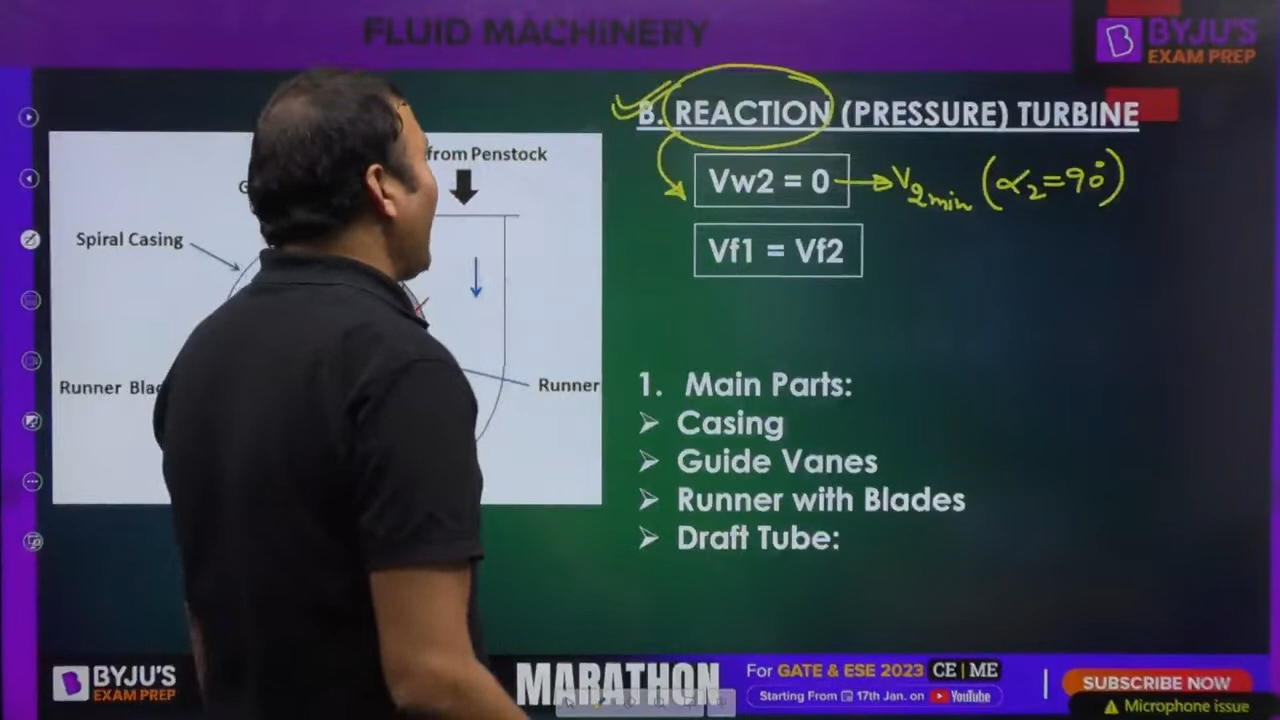 FLUID MACHINERY
BYJU'S
EXAM PREP
B. REACTION (PRESSURE) TURBINE
from Penstock
Vw2 = 0
V2min (α2=90°)
Spiral Casing
Vf1 = Vf2
Runner
1. Main Parts:
➢ Casing
➢ Guide Vanes
➢ Runner with Blades
➢ Draft Tube:
BYJU'S
EXAM PREP
MARATHON
For GATE & ESE 2023 CE | ME
Starting From 17th Jan. on YouTube
SUBSCRIBE NOW
Microphone issue